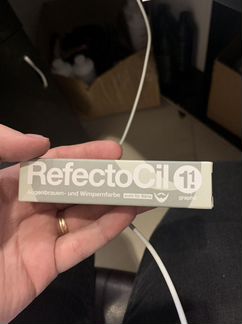 RefectoCil 1.1
Augenbrauen- und Wimpernfarbe
graphit